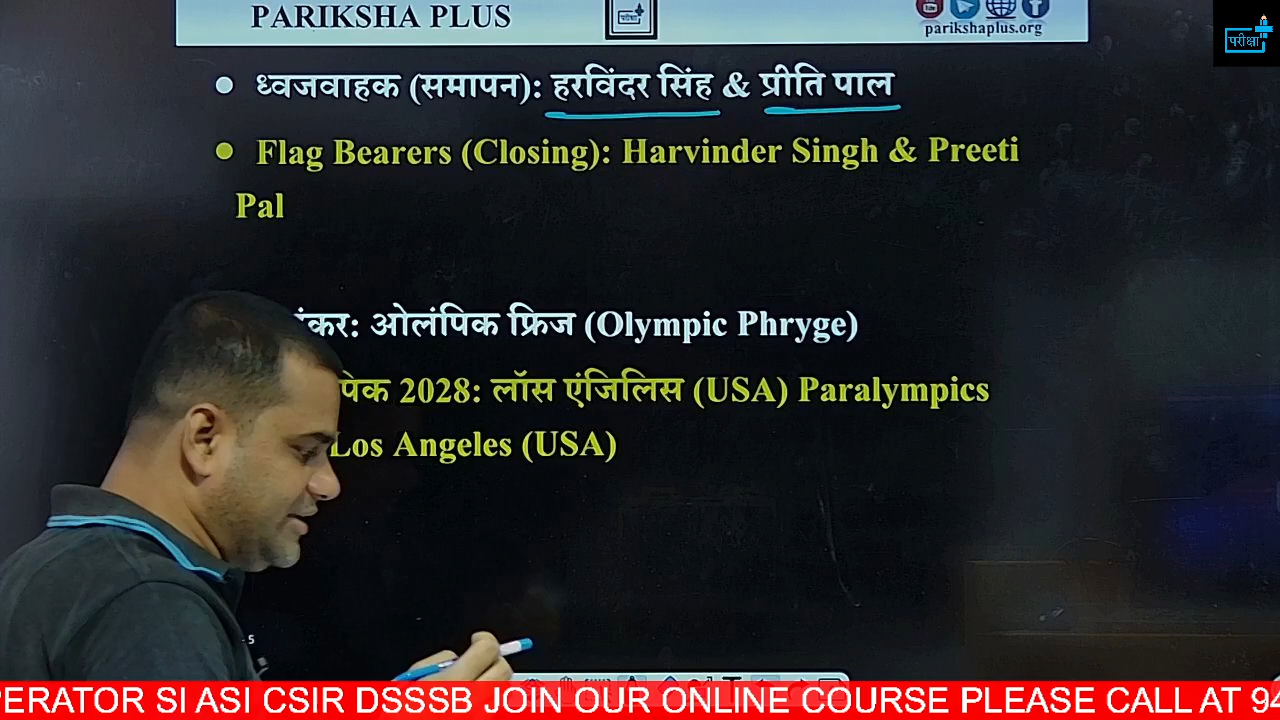 PARIKSHA PLUS
परीक्षा
parikshaplus.org
परीक्षा
ध्वजवाहक (समापन): हरविंदर सिंह & प्रीति पाल
Flag Bearers (Closing): Harvinder Singh & Preeti
Pal
ओलंपिक फ्रिज (Olympic Phryge)
2028: लॉस एंजिलिस (USA) Paralympics
Los Angeles (USA)
SI ASI CSIR DSSSB JOIN OUR ONLINE COURSE PLEASE CALL AT